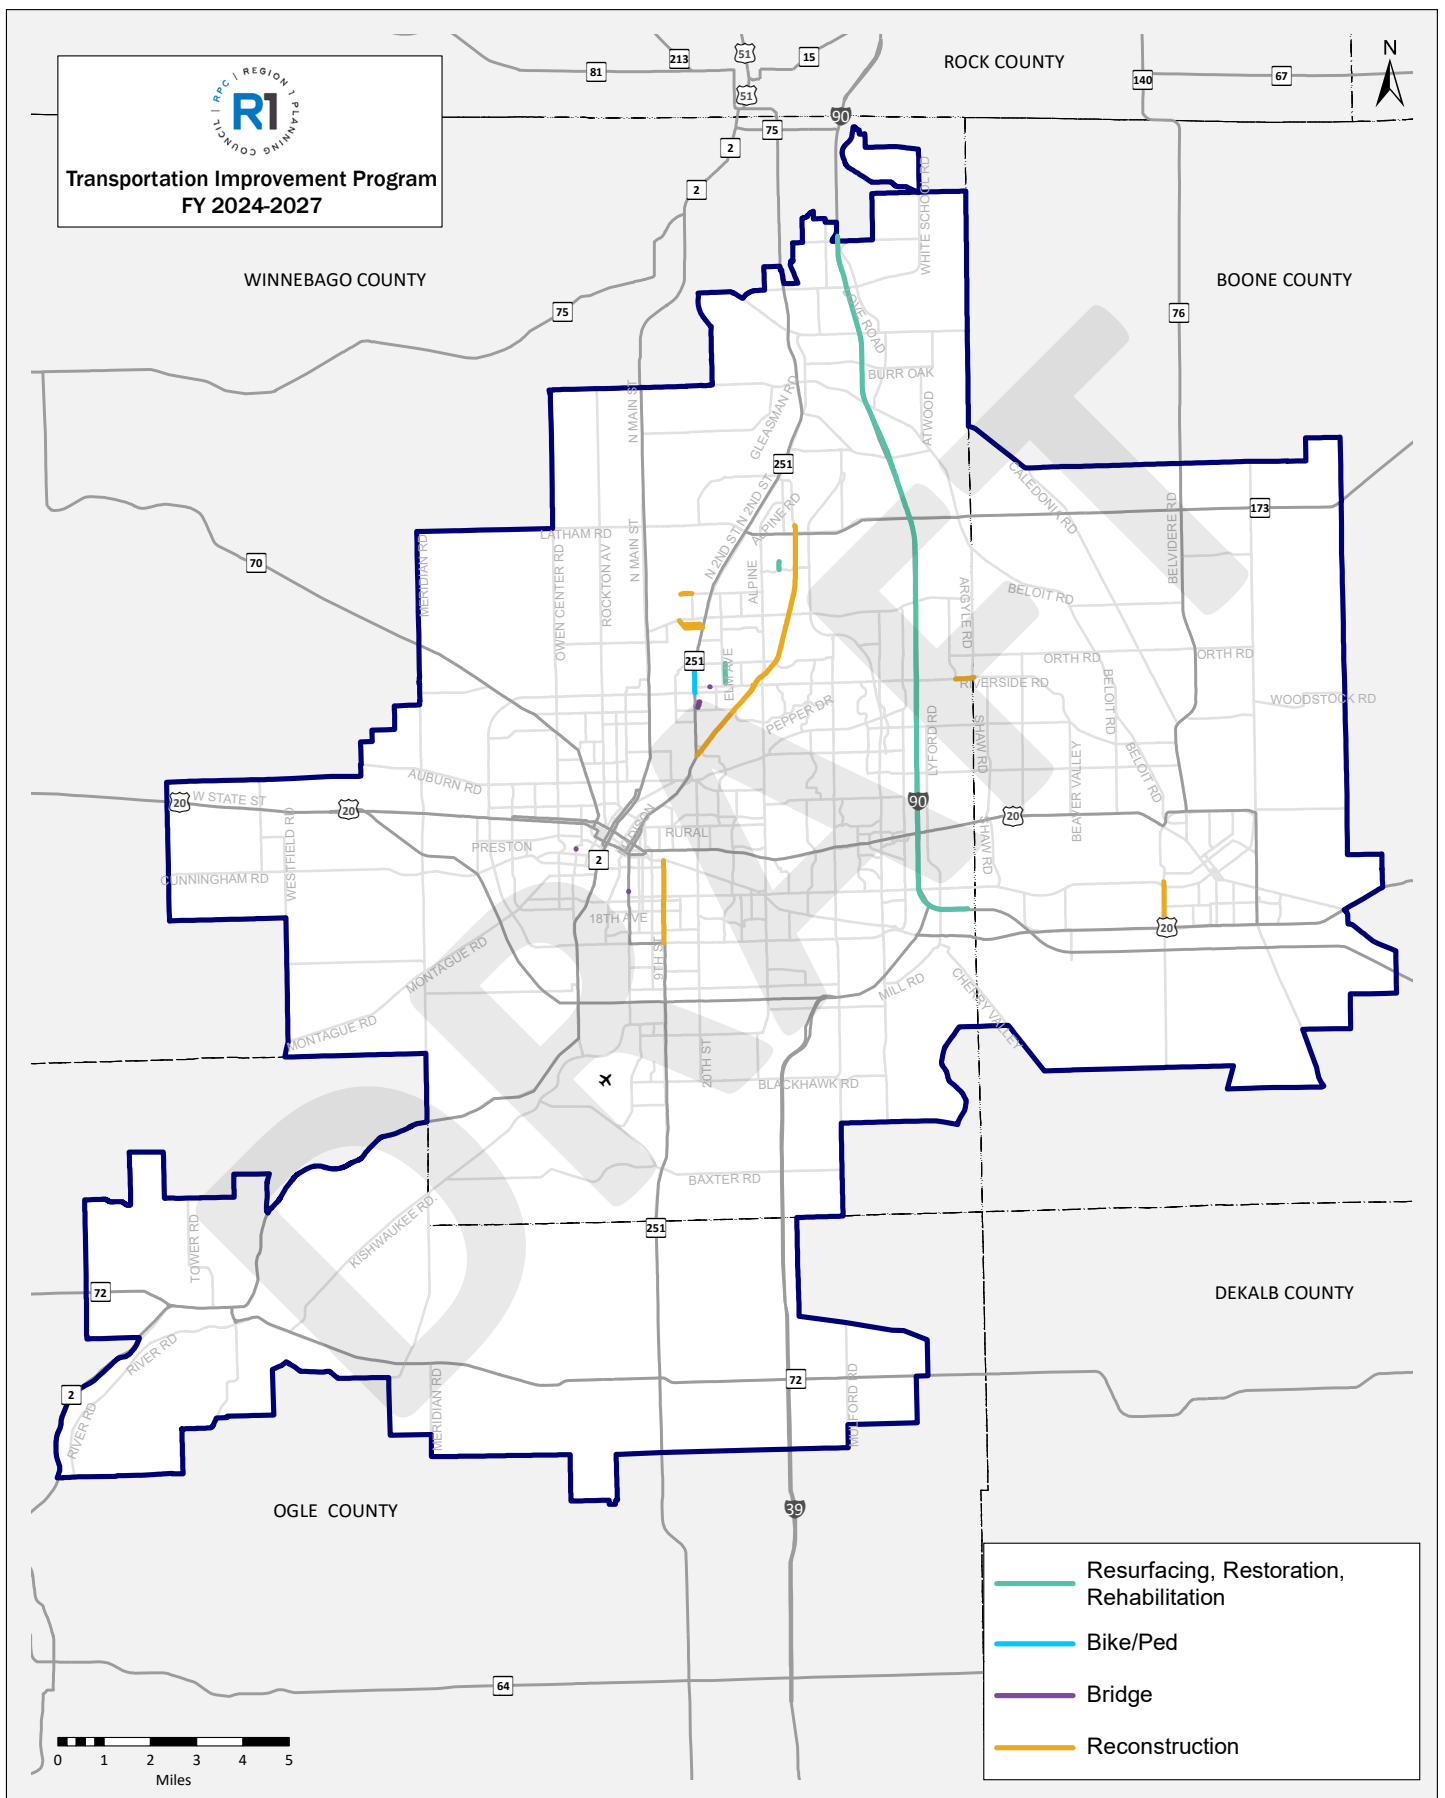 RPC | REGION 1 PLANNING COUNCIL |
R1
Transportation Improvement Program
FY 2024-2027
N
ROCK COUNTY
WINNEBAGO COUNTY
BOONE COUNTY
DEKALB COUNTY
OGLE  COUNTY
DRAFT
81
213
51
15
51
140
67
90
75
2
2
75
76
WHITE SCHOOL RD
LOVE ROAD
BURR OAK
ATWOOD
N MAIN ST
GLEASMAN RD
251
CALEDONIA RD
173
N 2ND ST
N 2ND ST
ALPINE RD
LATHAM RD
70
MERIDIAN RD
OWEN CENTER RD
ROCKTON AV
N MAIN ST
ALPINE
BELVIDERE RD
ARGYLE RD
BELOIT RD
251
ELM AVE
ORTH RD
ORTH RD
RIVERSIDE RD
BELOIT RD
WOODSTOCK RD
PEPPER DR
LYFORD RD
SHAW RD
BELOIT RD
BEAVER VALLEY
AUBURN RD
20
W STATE ST
20
90
20
WESTFIELD RD
PRESTON
RURAL
2
SHAW RD
CUNNINGHAM RD
18TH AVE
20
9TH ST
MONTAGUE RD
MILL RD
CHERRY VALLEY
MONTAGUE RD
20TH ST
BLACKHAWK RD
BAXTER RD
TOWER RD
KISHWAUKEE RD.
251
72
RIVER RD
2
RIVER RD
MERIDIAN RD
72
MULFORD RD
39
64
Resurfacing, Restoration,
Rehabilitation
Bike/Ped
Bridge
Reconstruction
0 1 2 3 4 5
Miles